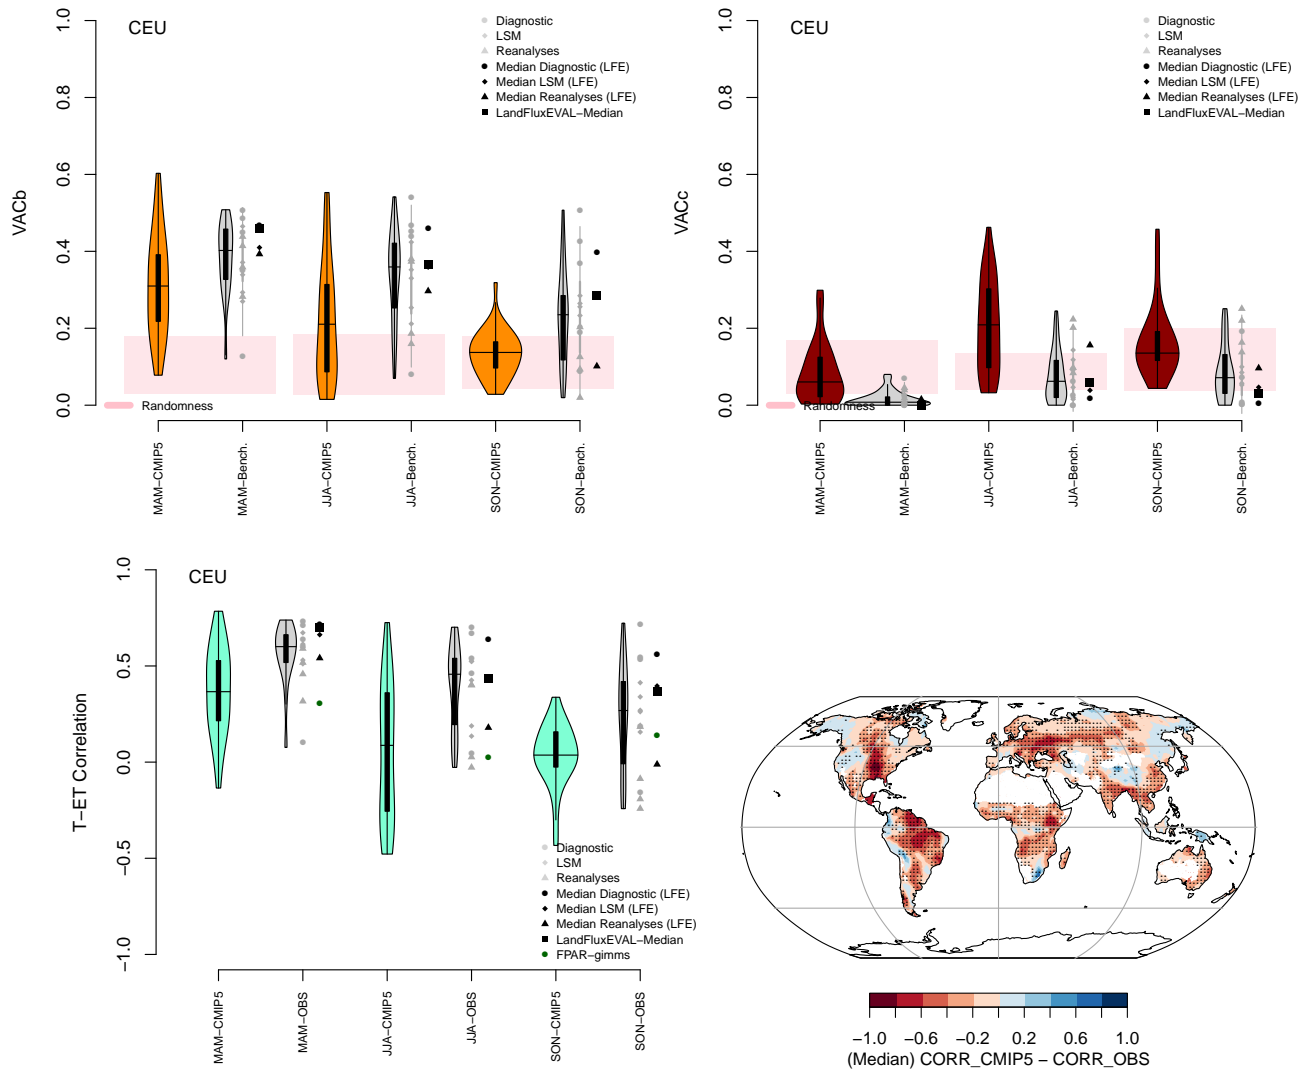 CEU
VACb
0.0
0.2
0.4
0.6
0.8
1.0
Diagnostic
LSM
Reanalyses
Median Diagnostic (LFE)
Median LSM (LFE)
Median Reanalyses (LFE)
LandFluxEVAL−Median
Randomness
MAM−CMIP5
MAM−Bench.
JJA−CMIP5
JJA−Bench.
SON−CMIP5
SON−Bench.
CEU
VACc
0.0
0.2
0.4
0.6
0.8
1.0
Diagnostic
LSM
Reanalyses
Median Diagnostic (LFE)
Median LSM (LFE)
Median Reanalyses (LFE)
LandFluxEVAL−Median
Randomness
MAM−CMIP5
MAM−Bench.
JJA−CMIP5
JJA−Bench.
SON−CMIP5
SON−Bench.
CEU
T−ET Correlation
−1.0
−0.5
0.0
0.5
1.0
Diagnostic
LSM
Reanalyses
Median Diagnostic (LFE)
Median LSM (LFE)
Median Reanalyses (LFE)
LandFluxEVAL−Median
FPAR−gimms
MAM−CMIP5
MAM−OBS
JJA−CMIP5
JJA−OBS
SON−CMIP5
SON−OBS
−1.0 −0.6 −0.2 0.2 0.6 1.0
(Median) CORR_CMIP5 − CORR_OBS